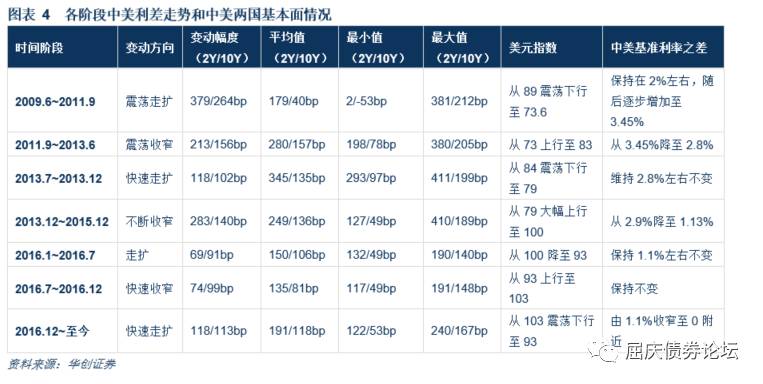 图表 4 各阶段中美利差走势和中美两国基本面情况
时间阶段 变动方向 变动幅度（2Y/10Y） 平均值（2Y/10Y） 最小值（2Y/10Y） 最大值（2Y/10Y） 美元指数 中美基准利率之差
2009.6~2011.9 震荡走扩 379/264bp 179/40bp 2/-53bp 381/212bp 从 89 震荡下行至 73.6 保持在 2%左右，随后逐步增加至 3.45%
2011.9~2013.6 震荡收窄 213/156bp 280/157bp 198/78bp 380/205bp 从 73 上行至 83 从 3.45%降至 2.8%
2013.7~2013.12 快速走扩 118/102bp 345/135bp 293/97bp 411/199bp 从 84 震荡下行至 79 维持 2.8%左右不变
2013.12~2015.12 不断收窄 283/140bp 249/136bp 127/49bp 410/189bp 从 79 大幅上行至 100 从 2.9%降至 1.13%
2016.1~2016.7 走扩 69/91bp 150/106bp 132/49bp 190/140bp 从 100 降至 93 保持 1.1%左右不变
2016.7~2016.12 快速收窄 74/99bp 135/81bp 117/49bp 191/148bp 从 93 上行至 103 保持不变
2016.12~至今 快速走扩 118/113bp 191/118bp 122/53bp 240/167bp 从 103 震荡下行至 93 由 1.1%收窄至 0 附近
资料来源：华创证券
屈庆债券论坛